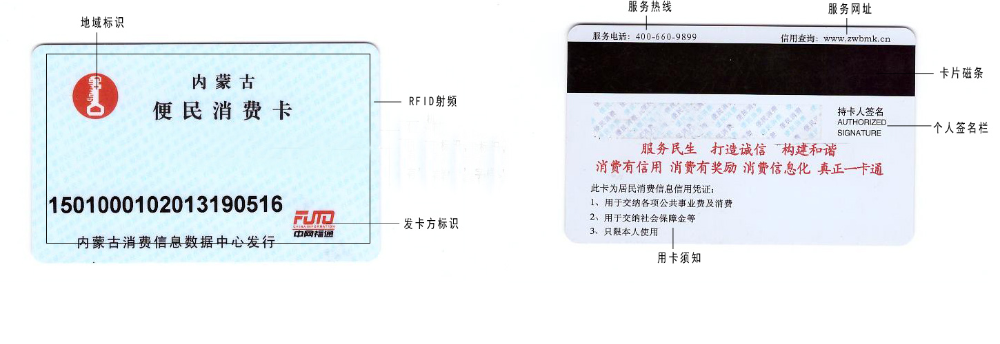 地域标识
内蒙古
便民消费卡
RFID射频
1501000102013190516
FUTO
CHINA INFORMATION
中网福通
发卡方标识
内蒙古消费信息数据中心发行
服务热线
服务网址
服务电话：400-660-9899
信用查询：www.zwbmk.cn
卡片磁条
持卡人签名
AUTHORIZED
SIGNATURE
个人签名栏
服务民生 打造诚信 构建和谐
消费有信用 消费有奖励 消费信息化 真正一卡通
此卡为居民消费信息信用凭证：
1、用于交纳各项公共事业费及消费
2、用于交纳社会保障金等
3、只限本人使用
用卡须知